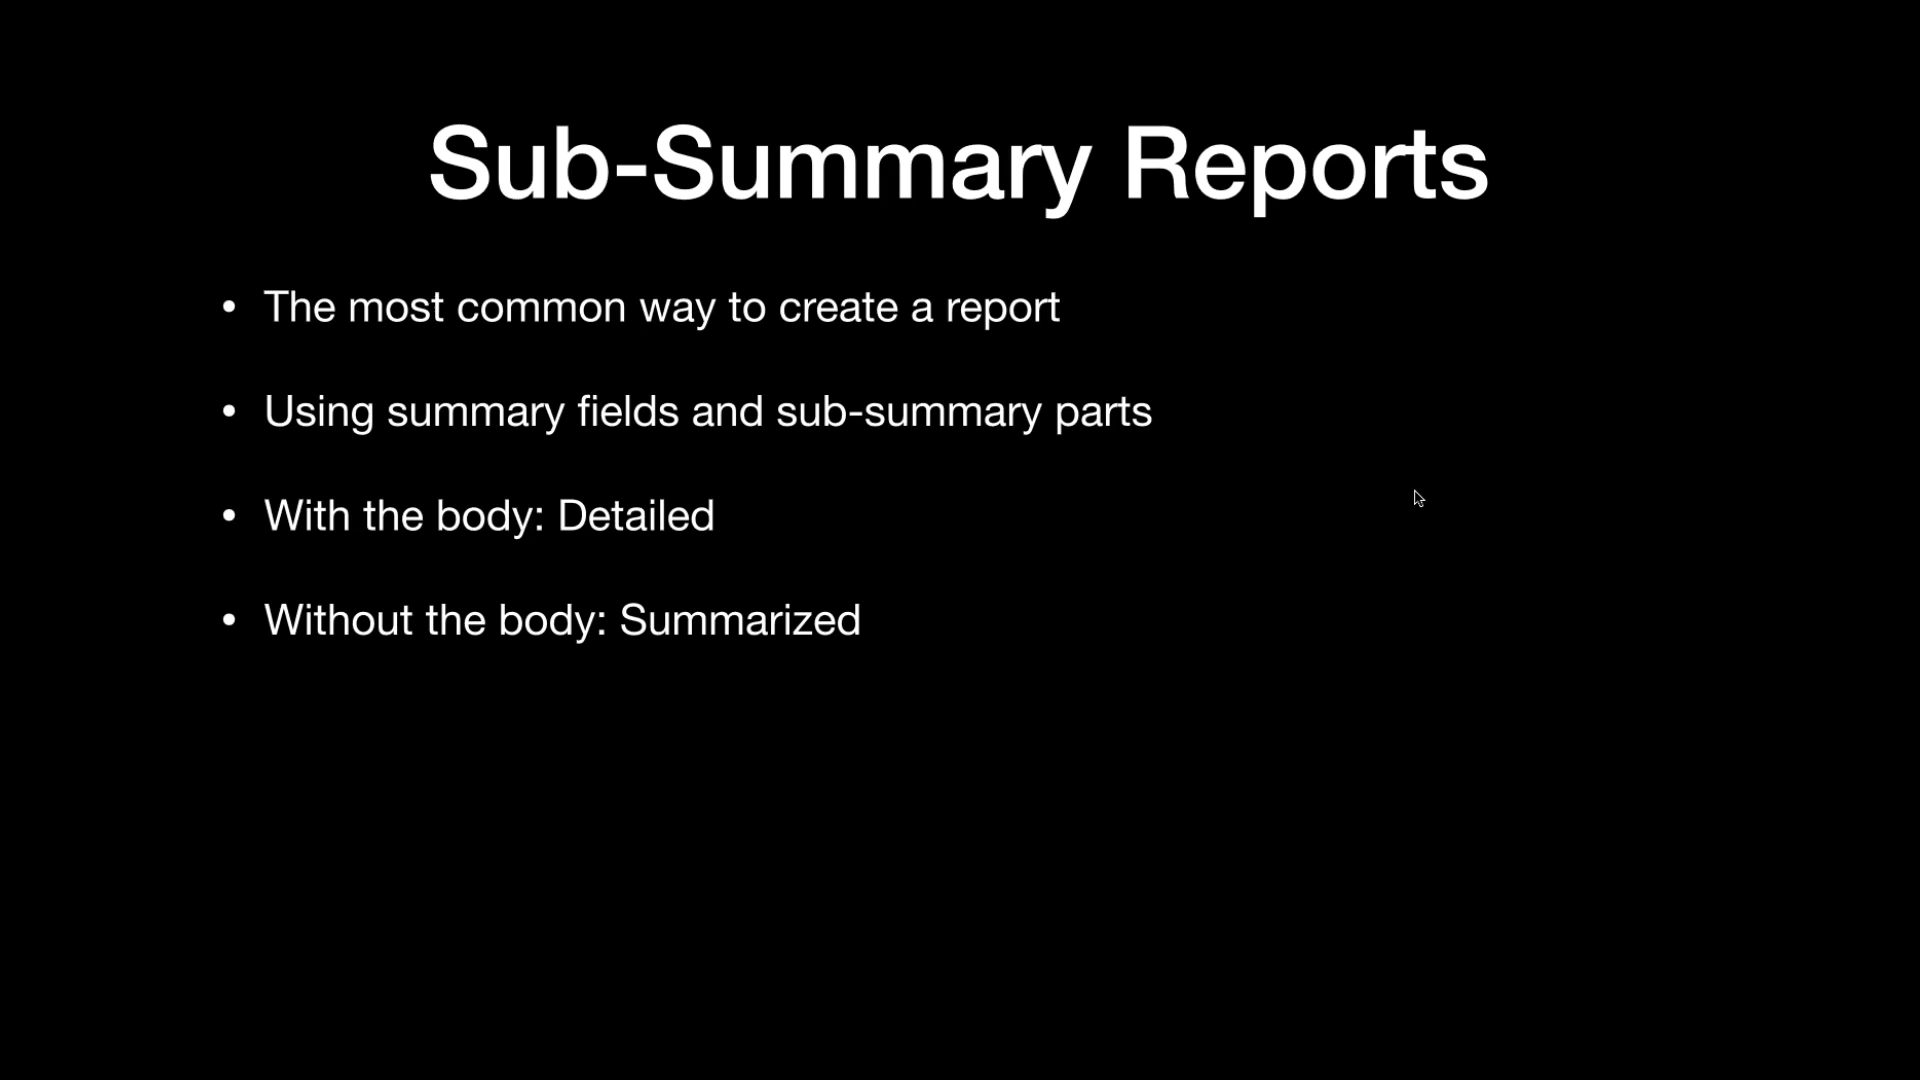 Sub-Summary Reports
• The most common way to create a report
• Using summary fields and sub-summary parts
• With the body: Detailed
• Without the body: Summarized